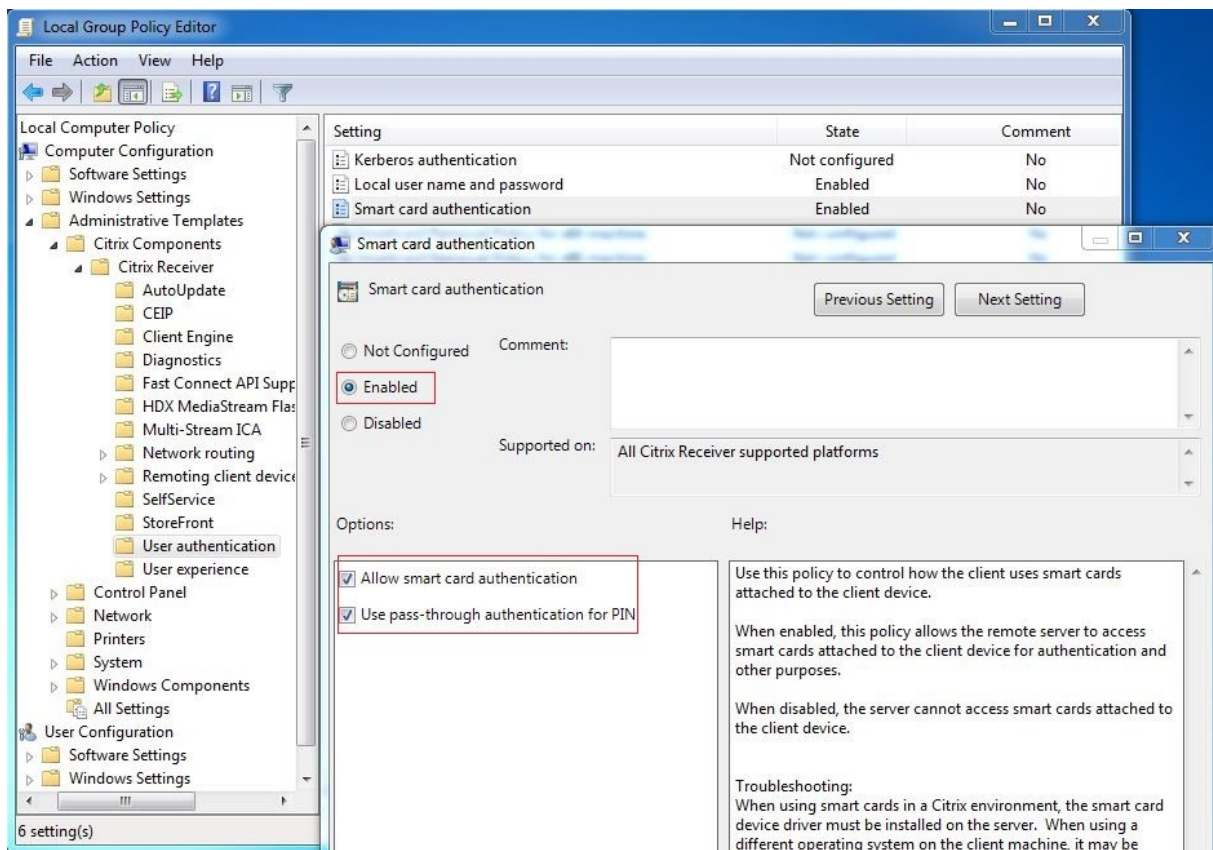 Local Group Policy Editor
File Action View Help
Local Computer Policy
Computer Configuration
Software Settings
Windows Settings
Administrative Templates
Citrix Components
Citrix Receiver
AutoUpdate
CEIP
Client Engine
Diagnostics
Fast Connect API Supp
HDX MediaStream Flas
Multi-Stream ICA
Network routing
Remoting client device
SelfService
StoreFront
User authentication
User experience
Control Panel
Network
Printers
System
Windows Components
All Settings
User Configuration
Software Settings
Windows Settings
6 setting(s)
Setting State Comment
Kerberos authentication Not configured No
Local user name and password Enabled No
Smart card authentication Enabled No
Smart card authentication
Smart card authentication
Previous Setting Next Setting
Not Configured
Enabled
Disabled
Comment:
Supported on: All Citrix Receiver supported platforms
Options:
Allow smart card authentication
Use pass-through authentication for PIN
Help:
Use this policy to control how the client uses smart cards
attached to the client device.
When enabled, this policy allows the remote server to access
smart cards attached to the client device for authentication and
other purposes.
When disabled, the server cannot access smart cards attached to
the client device.
Troubleshooting:
When using smart cards in a Citrix environment, the smart card
device driver must be installed on the server. When using a
different operating system on the client machine, it may be